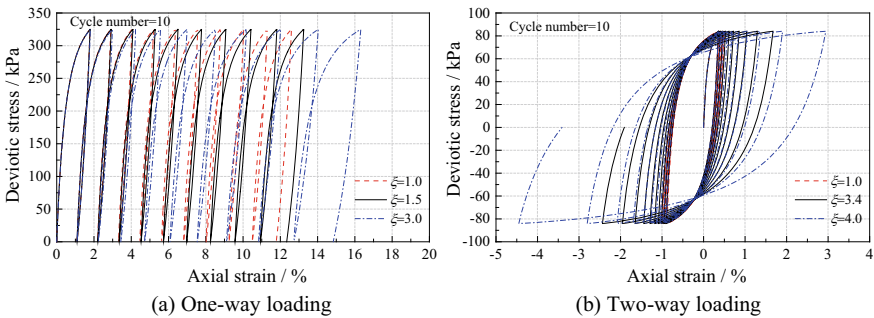 Cycle number=10
Deviotic stress / kPa
350
300
250
200
150
100
50
0
0 2 4 6 8 10 12 14 16 18 20
Axial strain / %
ξ=1.0
ξ=1.5
ξ=3.0
(a) One-way loading
Cycle number=10
Deviotic stress / kPa
100
80
60
40
20
0
-20
-40
-60
-80
-100
-5 -4 -3 -2 -1 0 1 2 3 4 5
Axial strain / %
ξ=1.0
ξ=3.4
ξ=4.0
(b) Two-way loading